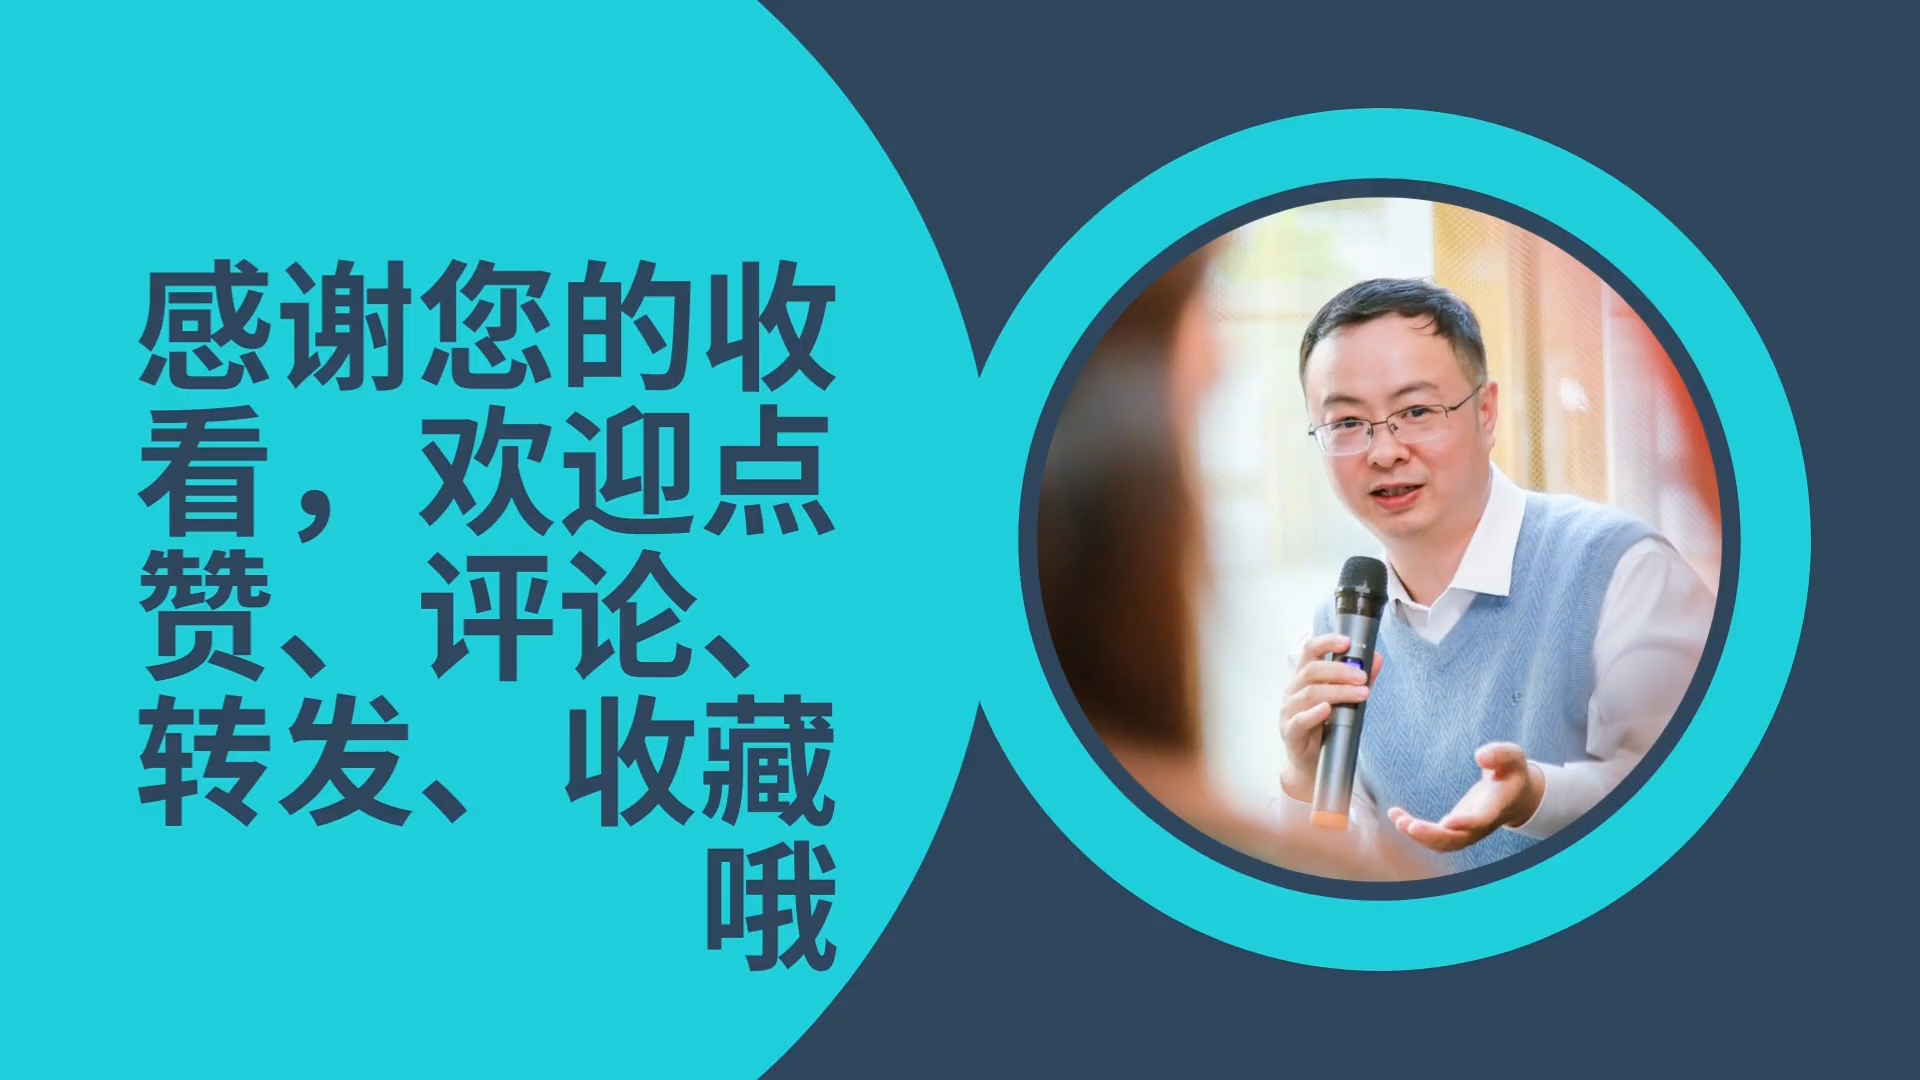 感谢您的收
看，欢迎点
赞、评论、
转发、收藏
哦